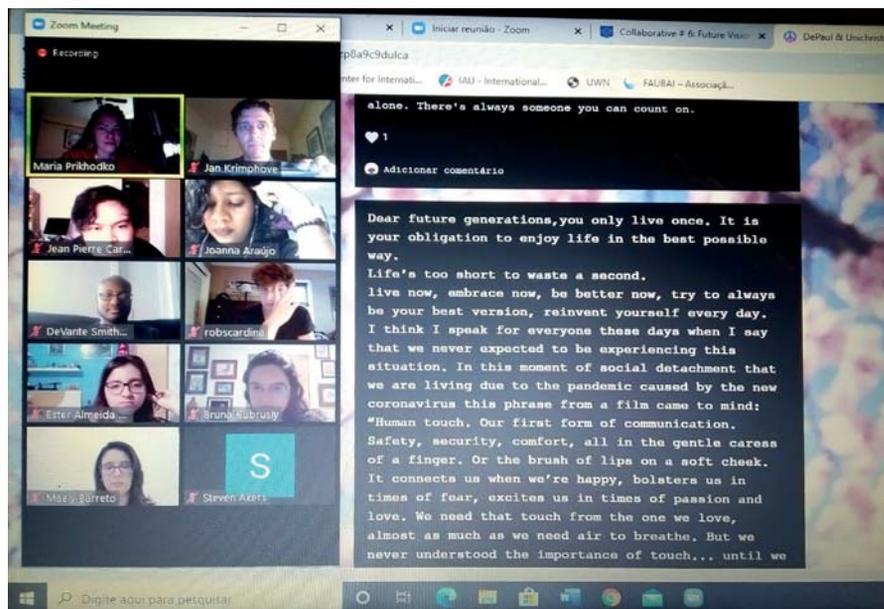 Zoom Meeting
Recording
Maria Prikhodko
Jan Krimphove
Jean Pierre Car...
Joanna Araújo
DeVante Smith...
robscardina
Ester Almeida ...
Bruna Kubrusly
Barreto
S
Steven Akers
Iniciar reunião - Zoom
Collaborative # 6: Future Vision
DePaul & Unichrist
rp8a9c9dulca
nter for Internati...
IAU - International...
UWN
FAUBAI - Associaçã...
alone. There's always someone you can count on.
1
Adicionar comentário
Dear future generations,you only live once. It is
your obligation to enjoy life in the best possible
way.
Life's too short to waste a second.
live now, embrace now, be better now, try to always
be your best version, reinvent yourself every day.
I think I speak for everyone these days when I say
that we never expected to be experiencing this
situation. In this moment of social detachment that
we are living due to the pandemic caused by the new
coronavirus this phrase from a film came to mind:
"Human touch. Our first form of communication.
Safety, security, comfort, all in the gentle caress
of a finger. Or the brush of lips on a soft cheek.
It connects us when we're happy, bolsters us in
times of fear, excites us in times of passion and
love. We need that touch from the one we love,
almost as much as we need air to breathe. But we
never understood the importance of touch... until we
Digite aqui para pesquisar